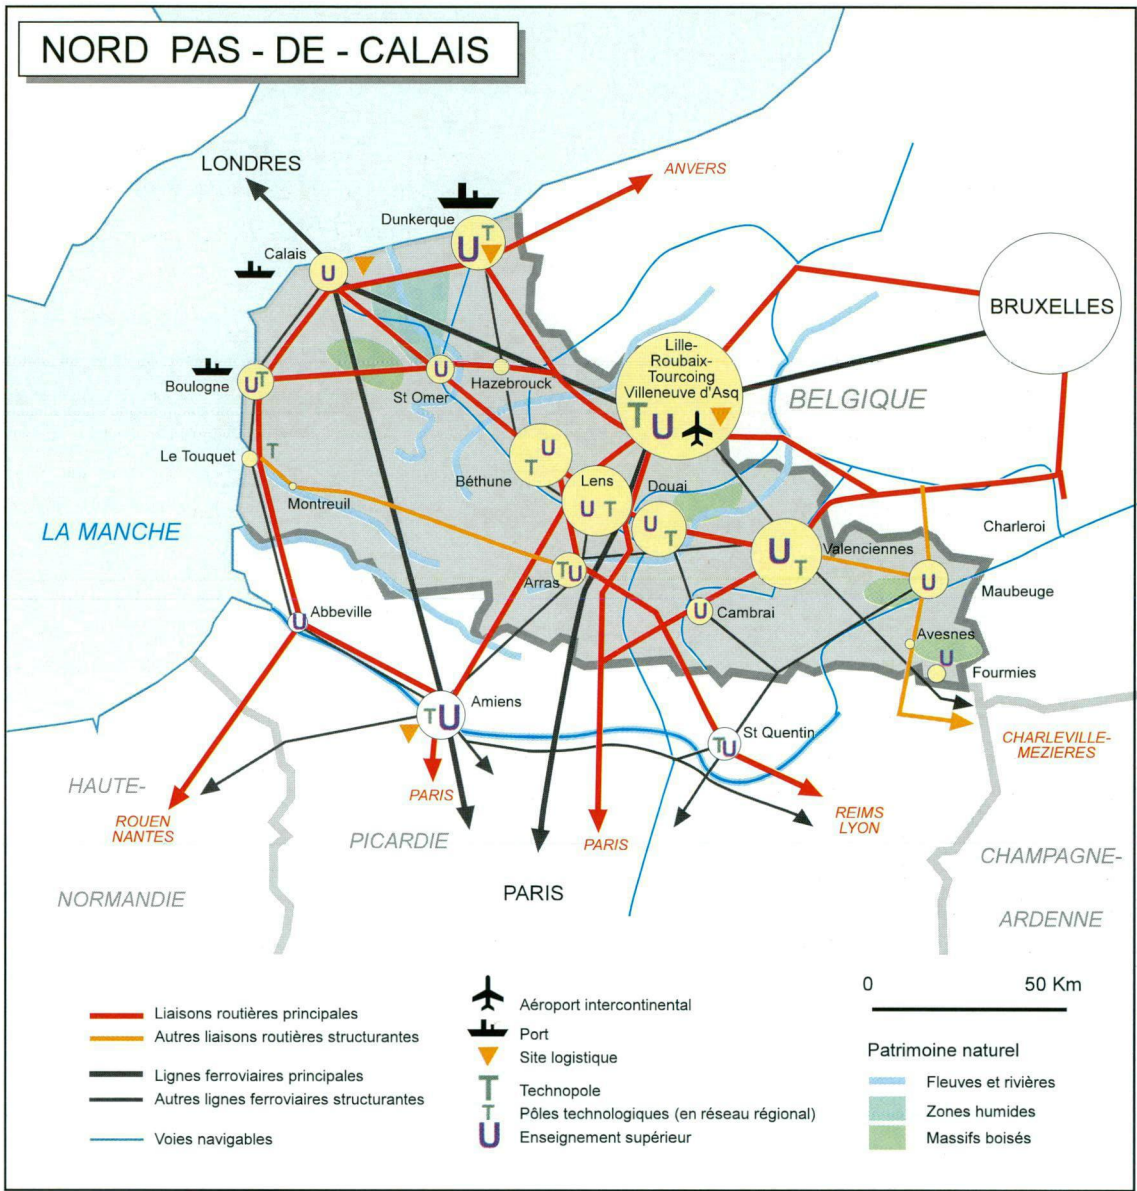 NORD PAS - DE - CALAIS
LONDRES
ANVERS
Dunkerque
U T
Calais
U
BRUXELLES
Lille-
Roubaix-
Tourcoing
Villeneuve d'Asq
T U
BELGIQUE
Boulogne
U T
U
St Omer
Hazebrouck
Le Touquet
T
Béthune
U
T
Lens
U T
Douai
U
T
Montreuil
LA MANCHE
Charleroi
Valenciennes
U
T
Arras
T U
U
Maubeuge
Abbeville
U
U
Cambrai
Avesnes
U
Fournies
Amiens
T U
St Quentin
T U
CHARLEVILLE-
MEZIERES
HAUTE-
PARIS
ROUEN
NANTES
REIMS
LYON
PICARDIE
PARIS
CHAMPAGNE-
PARIS
NORMANDIE
ARDENNE
Liaisons routières principales
Autres liaisons routières structurantes
Lignes ferroviaires principales
Autres lignes ferroviaires structurantes
Voies navigables
Aéroport intercontinental
Port
Site logistique
T Technopole
T Pôles technologiques (en réseau régional)
U Enseignement supérieur
0 50 Km
Patrimoine naturel
Fleuves et rivières
Zones humides
Massifs boisés